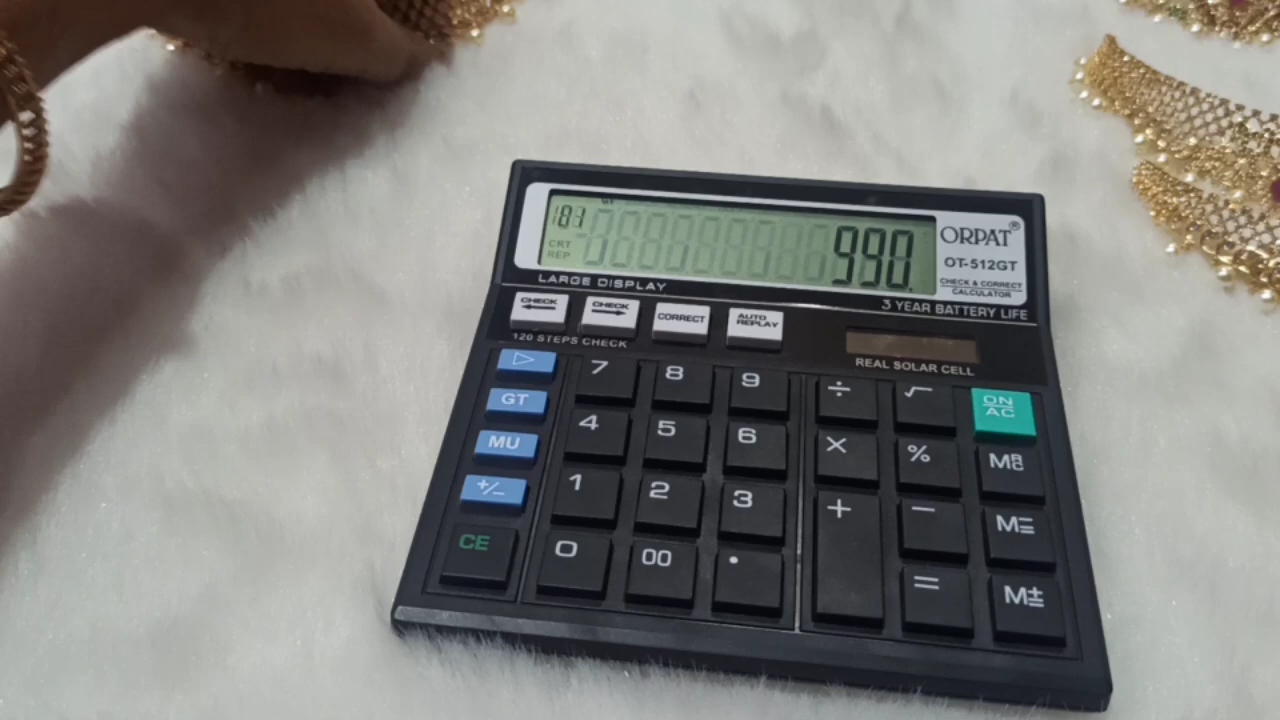 GT
990.
ORPAT®
OT-512GT
CHECK & CORRECT
CALCULATOR
CRT
REP
LARGE DISPLAY
3 YEAR BATTERY LIFE
CHECK ← CHECK → CORRECT AUTO REPLAY
120 STEPS CHECK
REAL SOLAR CELL
▷ 7 8 9 ÷ √ ON/AC
GT 4 5 6 × % MRC
MU 1 2 3 + − M=
+/− 0 00 • = M±
CE